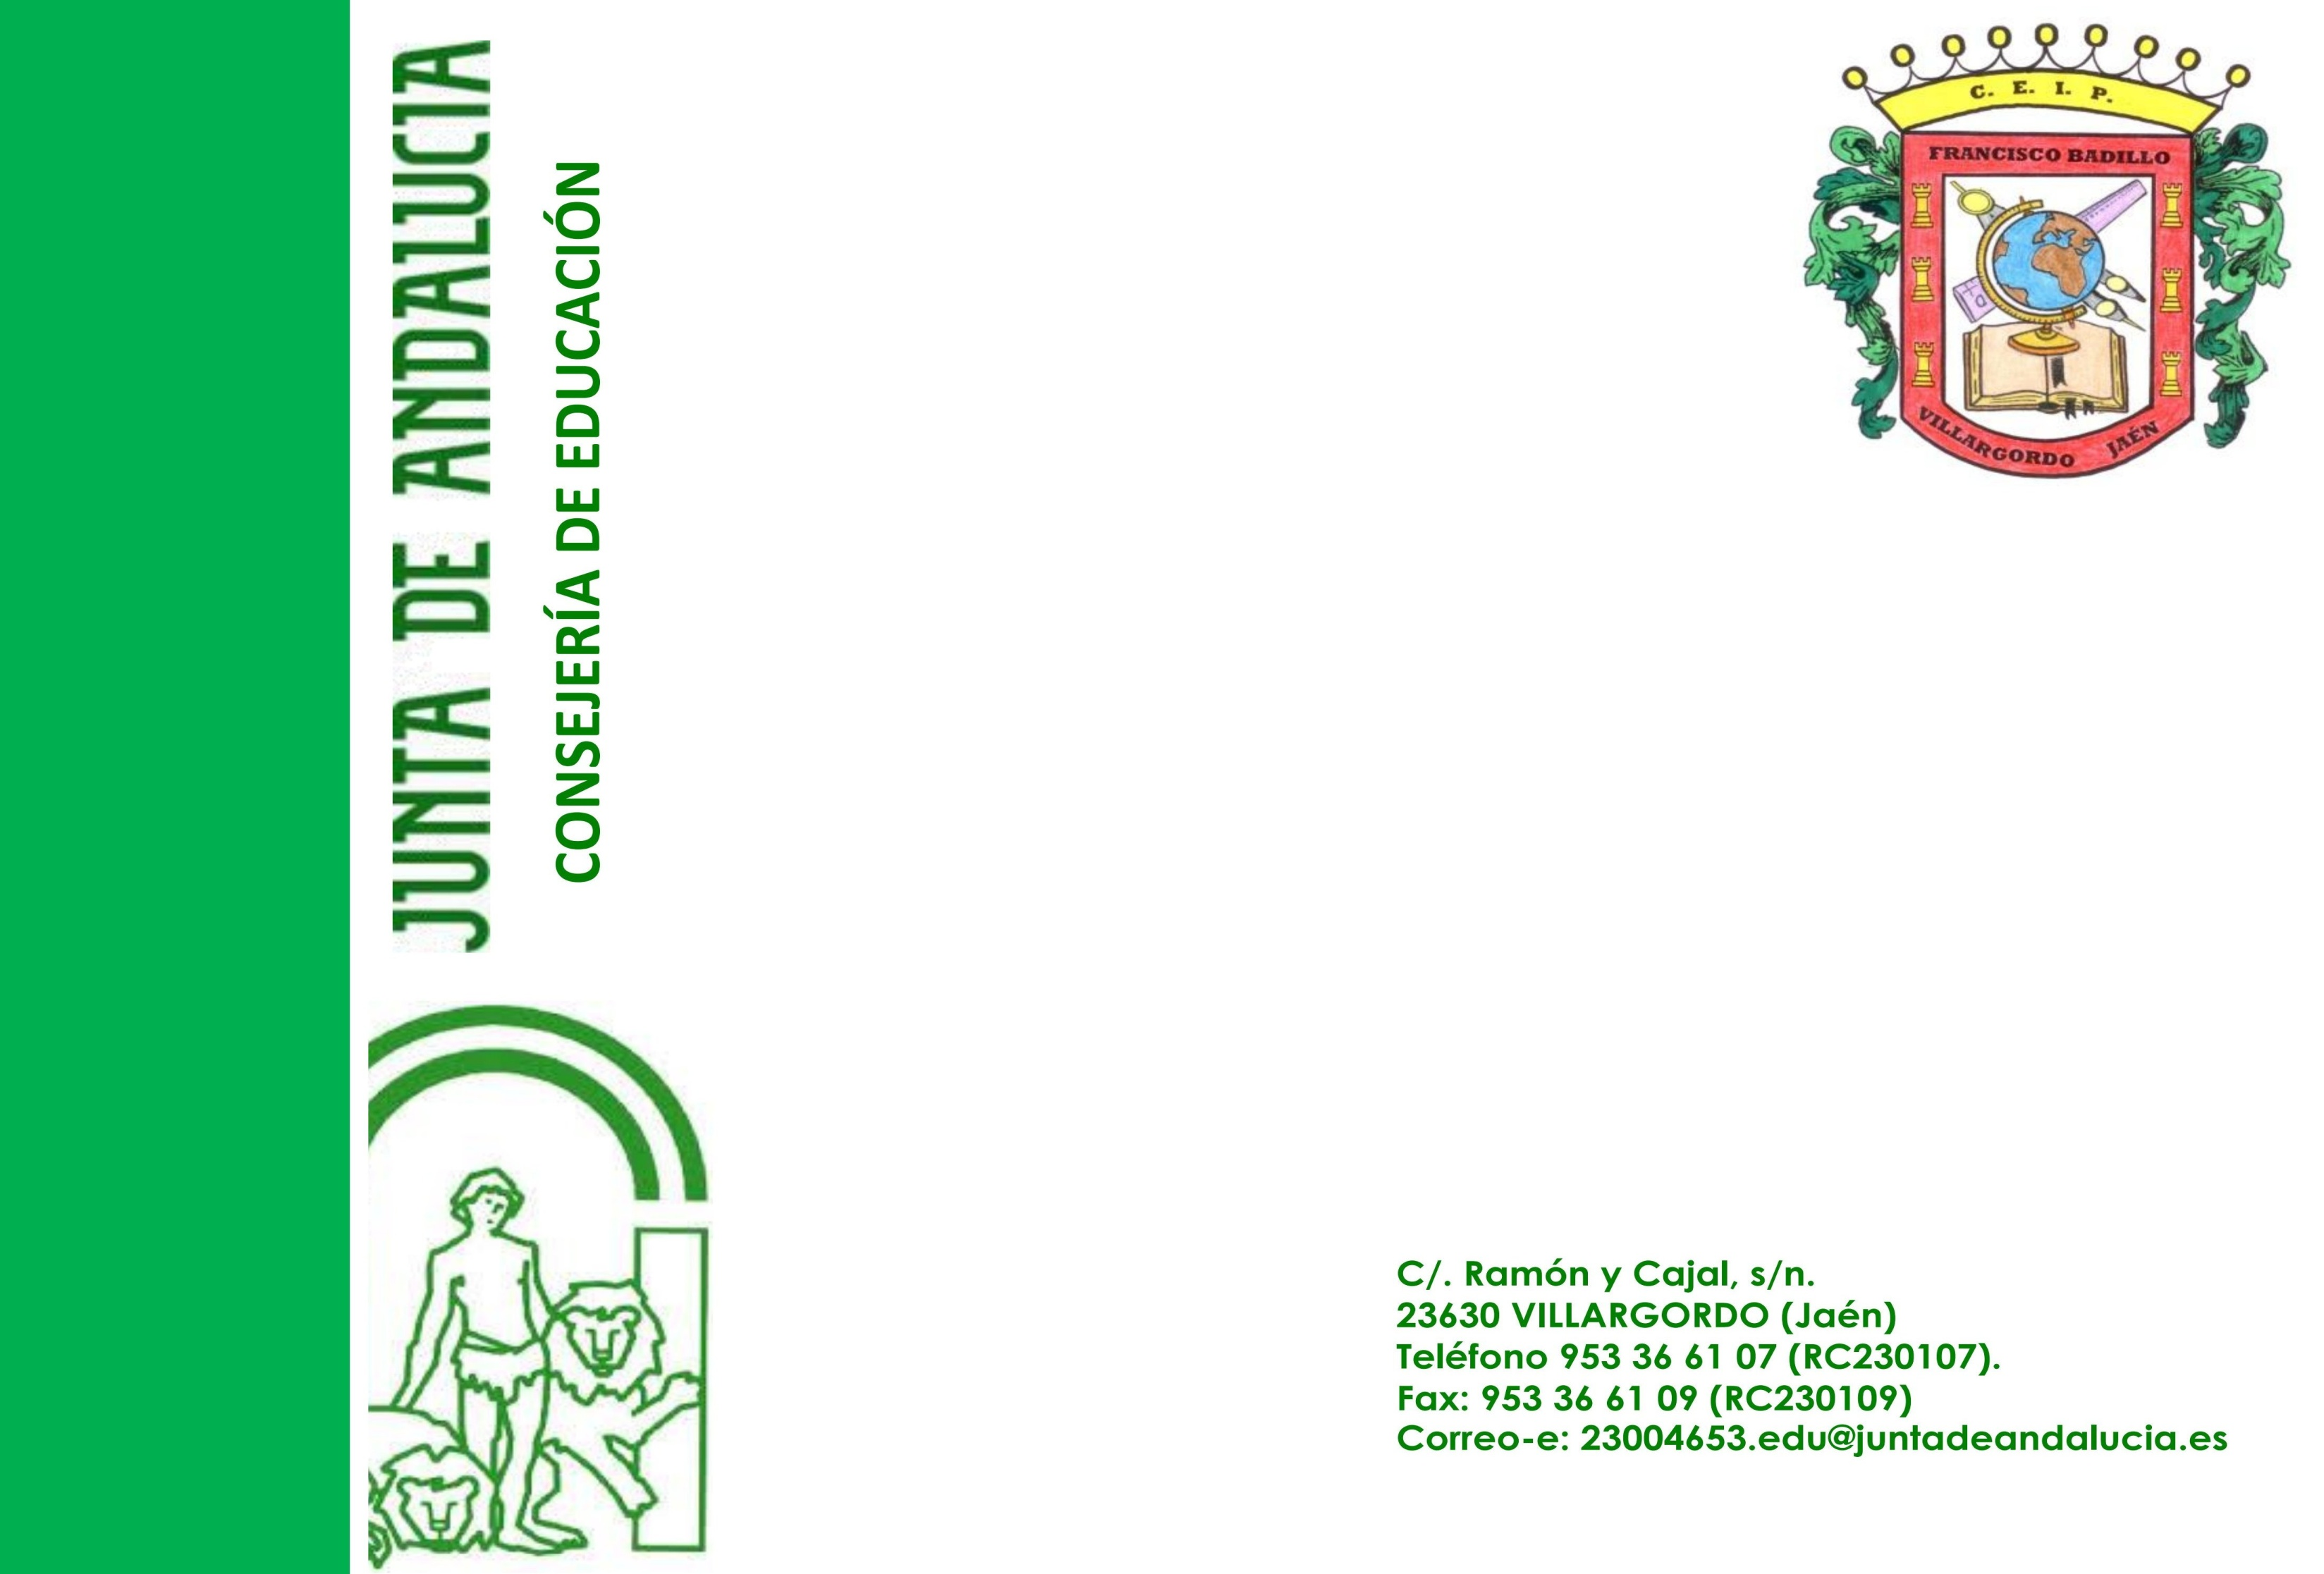 JUNTA DE ANDALUCIA
CONSEJERÍA DE EDUCACIÓN
C. E. I. P.
FRANCISCO BADILLO
VILLARGORDO JAÉN
C/. Ramón y Cajal, s/n.
23630 VILLARGORDO (Jaén)
Teléfono 953 36 61 07 (RC230107).
Fax: 953 36 61 09 (RC230109)
Correo-e: 23004653.edu@juntadeandalucia.es